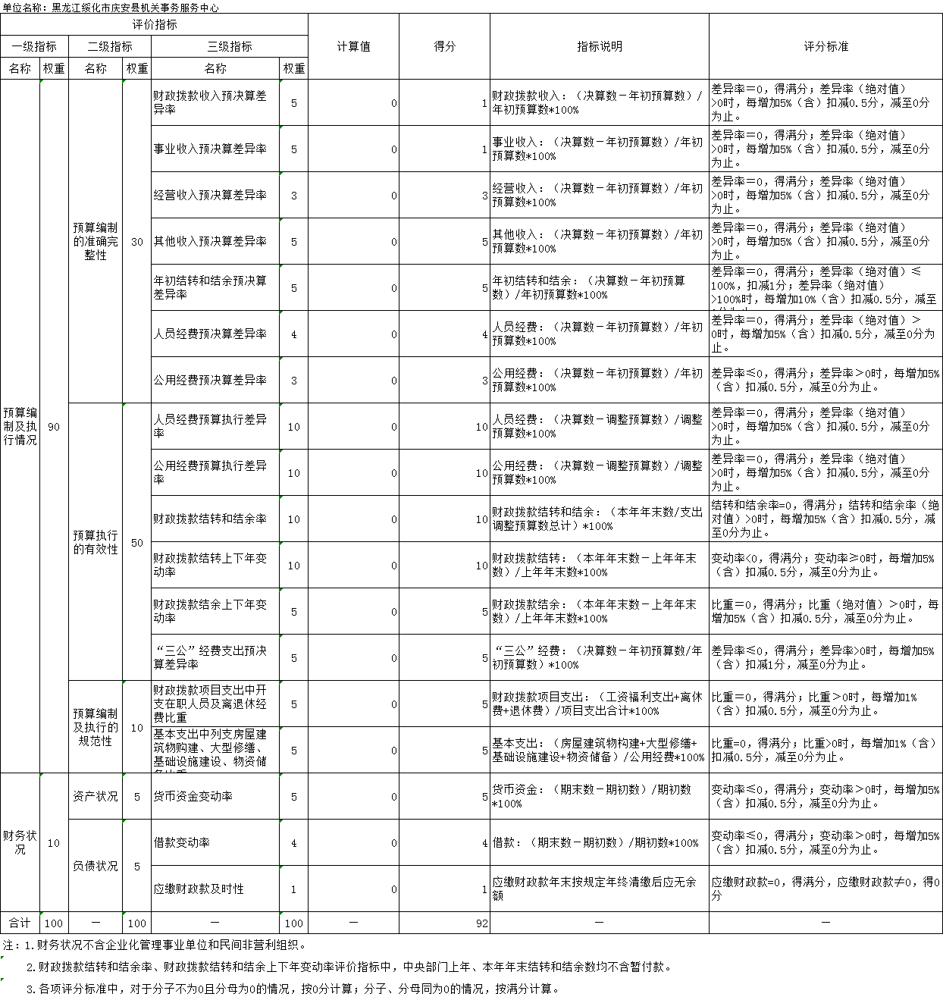 单位名称：黑龙江绥化市庆安县机关事务服务中心
评价指标
计算值
得分
指标说明
评分标准
一级指标
二级指标
三级指标
名称
权重
名称
权重
名称
权重
预算编
制及执
行情况
90
预算编制
的准确完
整性
30
财政拨款收入预决算差
异率
5
0
1
财政拨款收入：（决算数－年初预算数）/
年初预算数*100%
差异率＝0，得满分；差异率（绝对值）
>0时，每增加5%（含）扣减0.5分，减至0分
为止。
事业收入预决算差异率
5
0
1
事业收入：（决算数－年初预算数）/年初
预算数*100%
差异率＝0，得满分；差异率（绝对值）
>0时，每增加5%（含）扣减0.5分，减至0分
为止。
经营收入预决算差异率
3
0
3
经营收入：（决算数－年初预算数）/年初
预算数*100%
差异率＝0，得满分；差异率（绝对值）
>0时，每增加5%（含）扣减0.5分，减至0分
为止。
其他收入预决算差异率
5
0
5
其他收入：（决算数－年初预算数）/年初
预算数*100%
差异率＝0，得满分；差异率（绝对值）
>0时，每增加5%（含）扣减0.5分，减至0分
为止。
年初结转和结余预决算
差异率
5
0
5
年初结转和结余：（决算数－年初预算
数）/年初预算数*100%
差异率＝0，得满分；差异率（绝对值）≤
100%，扣减1分；差异率（绝对值）
>100%时，每增加10%（含）扣减0.5分，减至
人员经费预决算差异率
4
0
4
人员经费：（决算数－年初预算数）/年初
预算数*100%
差异率＝0，得满分；差异率（绝对值）＞
0时，每增加5%（含）扣减0.5分，减至0分为
止。
公用经费预决算差异率
3
0
3
公用经费：（决算数－年初预算数）/年初
预算数*100%
差异率≤0，得满分；差异率＞0时，每增加5%
（含）扣减0.5分，减至0分为止。
预算执行
的有效性
50
人员经费预算执行差异
率
10
0
10
人员经费：（决算数－调整预算数）/调整
预算数*100%
差异率＝0，得满分；差异率（绝对值）
>0时，每增加5%（含）扣减0.5分，减至0分
为止。
公用经费预算执行差异
率
10
0
10
公用经费：（决算数－调整预算数）/调整
预算数*100%
差异率＝0，得满分；差异率（绝对值）
>0时，每增加5%（含）扣减0.5分，减至0分
为止。
财政拨款结转和结余率
10
0
10
财政拨款结转和结余：（本年年末数/支出
调整预算数总计）*100%
结转和结余率=0，得满分；结转和结余率（绝
对值）>0时，每增加5%（含）扣减0.5分，减
至0分为止。
财政拨款结转上下年变
动率
10
0
10
财政拨款结转：（本年年末数－上年年末
数）/上年年末数*100%
变动率<0，得满分；变动率≥0时，每增加5%
（含）扣减0.5分，减至0分为止。
财政拨款结余上下年变
动率
5
0
5
财政拨款结余：（本年年末数－上年年末
数）/上年年末数*100%
比重＝0，得满分；比重（绝对值）＞0时，每
增加5%（含）扣减0.5分，减至0分为止。
“三公”经费支出预决
算差异率
5
0
5
“三公”经费：（决算数－年初预算数/年
初预算数）*100%
差异率≤0，得满分；差异率>0时，每增加5%
（含）扣减1分，减至0分为止。
预算编制
及执行的
规范性
10
财政拨款项目支出中开
支在职人员及离退休经
费比重
5
0
5
财政拨款项目支出：（工资福利支出+离休
费+退休费）/项目支出合计*100%
比重＝0，得满分；比重＞0时，每增加1%
（含）扣减0.5分，减至0分为止。
基本支出中列支房屋建
筑物购建、大型修缮、
基础设施建设、物资储
5
0
5
基本支出：（房屋建筑物构建+大型修缮+
基础设施建设+物资储备）/公用经费*100%
比重=0，得满分；比重>0时，每增加1%（含）
扣减0.5分，减至0分为止。
财务状
况
10
资产状况
5
货币资金变动率
5
0
5
货币资金：（期末数－期初数）/期初数
*100%
变动率≤0，得满分；变动率＞0时，每增加5%
（含）扣减0.5分，减至0分为止。
负债状况
5
借款变动率
4
0
4
借款：（期末数－期初数）/期初数*100%
变动率≤0，得满分；变动率＞0时，每增加5%
（含）扣减0.5分，减至0分为止。
应缴财政款及时性
1
0
1
应缴财政款年末按规定年终清缴后应无余
额
应缴财政款=0，得满分，应缴财政款≠0，得0
分
合计
100
－
100
－
100
－
92
－
－
注：1.财务状况不含企业化管理事业单位和民间非营利组织。
2.财政拨款结转和结余率、财政拨款结转和结余上下年变动率评价指标中，中央部门上年、本年年末结转和结余数均不含暂付款。
3.各项评分标准中，对于分子不为0且分母为0的情况，按0分计算；分子、分母同为0的情况，按满分计算。